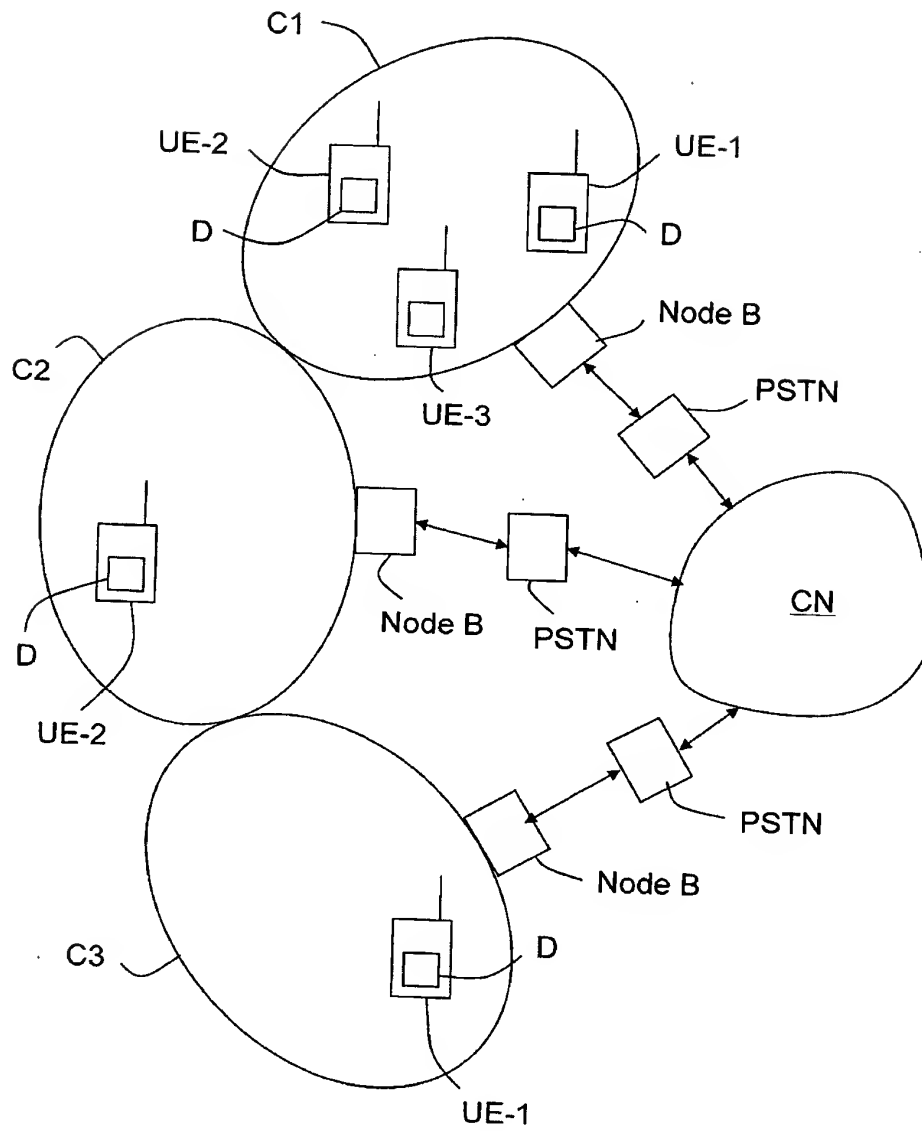 C1
UE-2
UE-1
D
D
Node B
C2
UE-3
PSTN
CN
Node B
PSTN
D
UE-2
PSTN
Node B
C3
D
UE-1